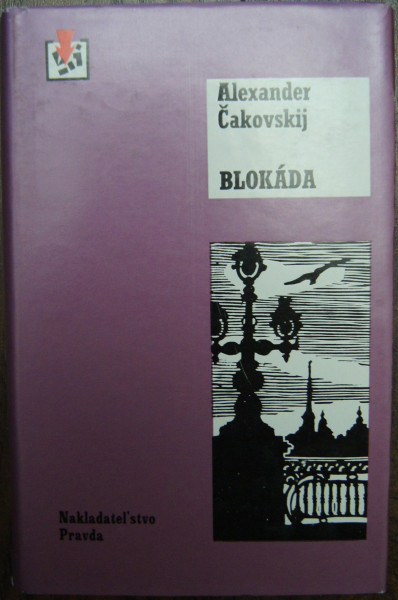 Alexander
Čakovskij
BLOKÁDA
Nakladateľstvo
Pravda